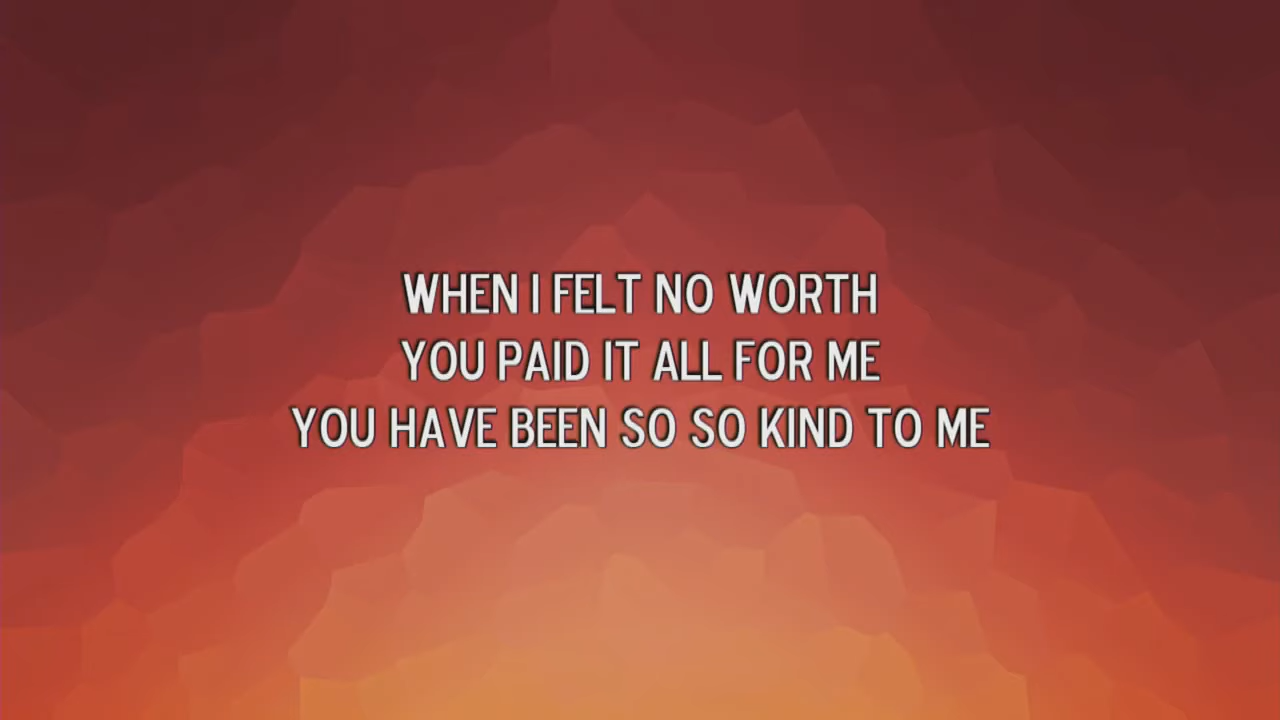 WHEN I FELT NO WORTH
YOU PAID IT ALL FOR ME
YOU HAVE BEEN SO SO KIND TO ME